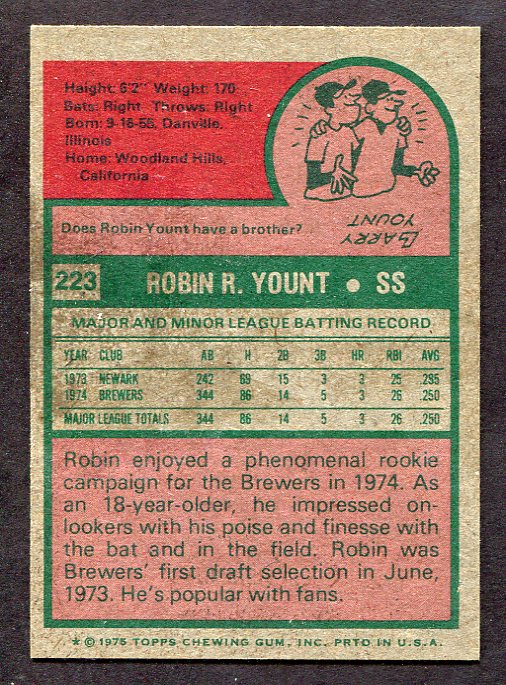 Height: 6'2" Weight: 170
Bats: Right Throws: Right
Born: 9-16-55, Danville,
Illinois
Home: Woodland Hills,
California
Does Robin Yount have a brother?
LARRY
YOUNT
223 ROBIN R. YOUNT • SS
MAJOR AND MINOR LEAGUE BATTING RECORD
YEAR CLUB AB H 2B 3B HR RBI AVG
1973 NEWARK 242 69 15 3 3 25 .285
1974 BREWERS 344 86 14 5 3 26 .250
MAJOR LEAGUE TOTALS 344 86 14 5 3 26 .250
Robin enjoyed a phenomenal rookie
campaign for the Brewers in 1974. As
an 18-year-older, he impressed on-
lookers with his poise and finesse with
the bat and in the field. Robin was
Brewers' first draft selection in June,
1973. He's popular with fans.
* © 1975 TOPPS CHEWING GUM, INC. PRTD IN U.S.A.